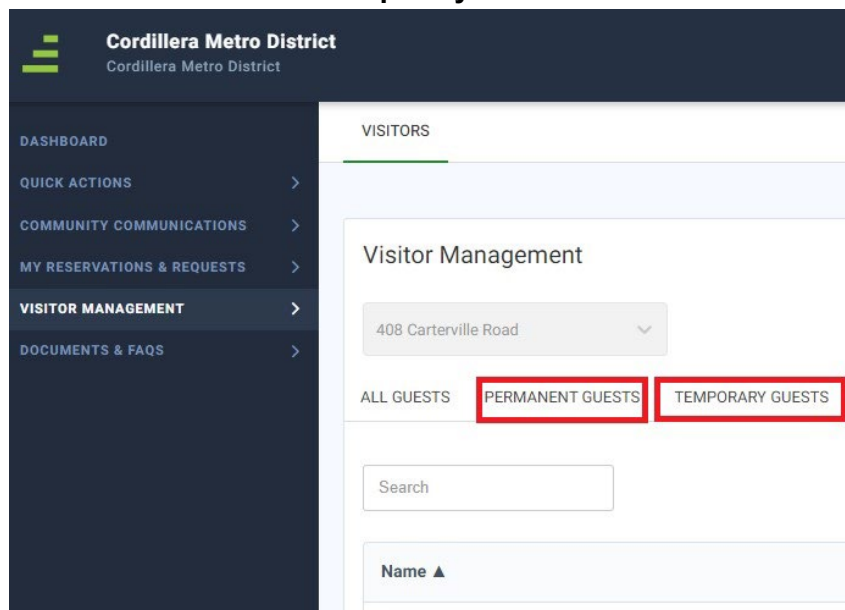 Cordillera Metro District
Cordillera Metro District
DASHBOARD
QUICK ACTIONS
COMMUNITY COMMUNICATIONS
MY RESERVATIONS & REQUESTS
VISITOR MANAGEMENT
DOCUMENTS & FAQS
VISITORS
Visitor Management
408 Carterville Road
ALL GUESTS PERMANENT GUESTS TEMPORARY GUESTS
Search
Name ▲